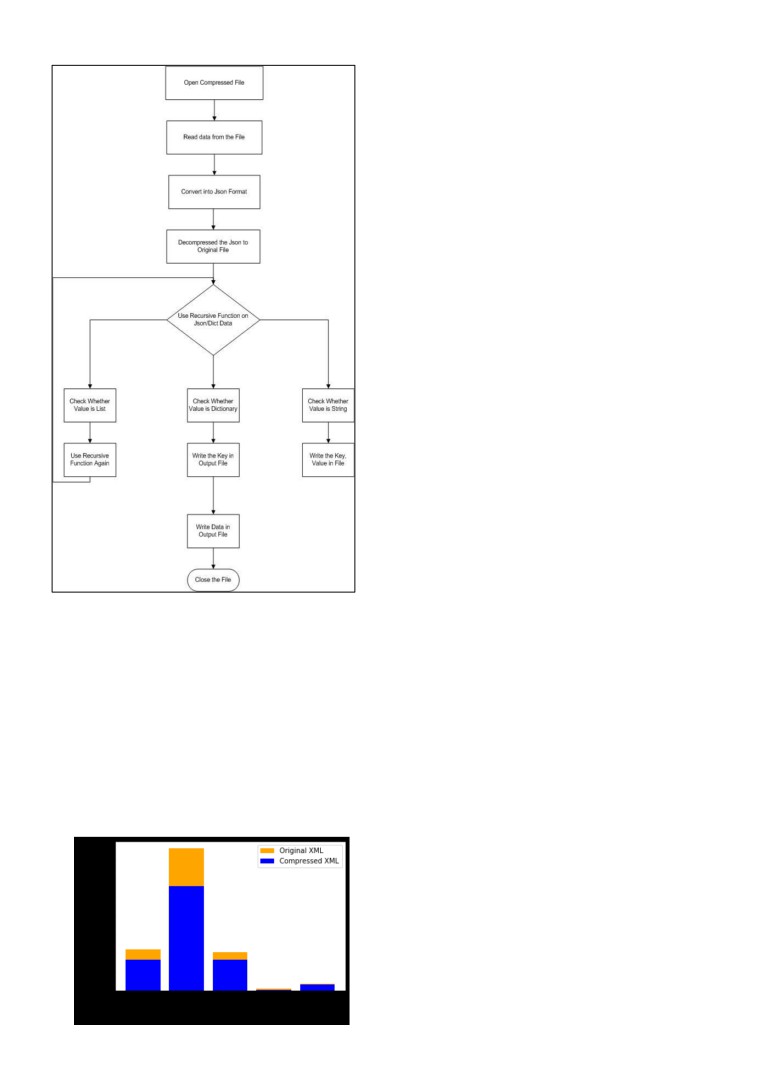 Open Compressed File
Read data from the File
Convert into Json Format
Decompressed the Json to
Original File
Use Recursive Function on
Json/Dict Data
Check Whether
Value is List
Check Whether
Value is Dictionary
Check Whether
Value is String
Use Recursive
Function Again
Write the Key in
Output File
Write the Key,
Value in File
Write Data in
Output File
Close the File
Original XML
Compressed XML